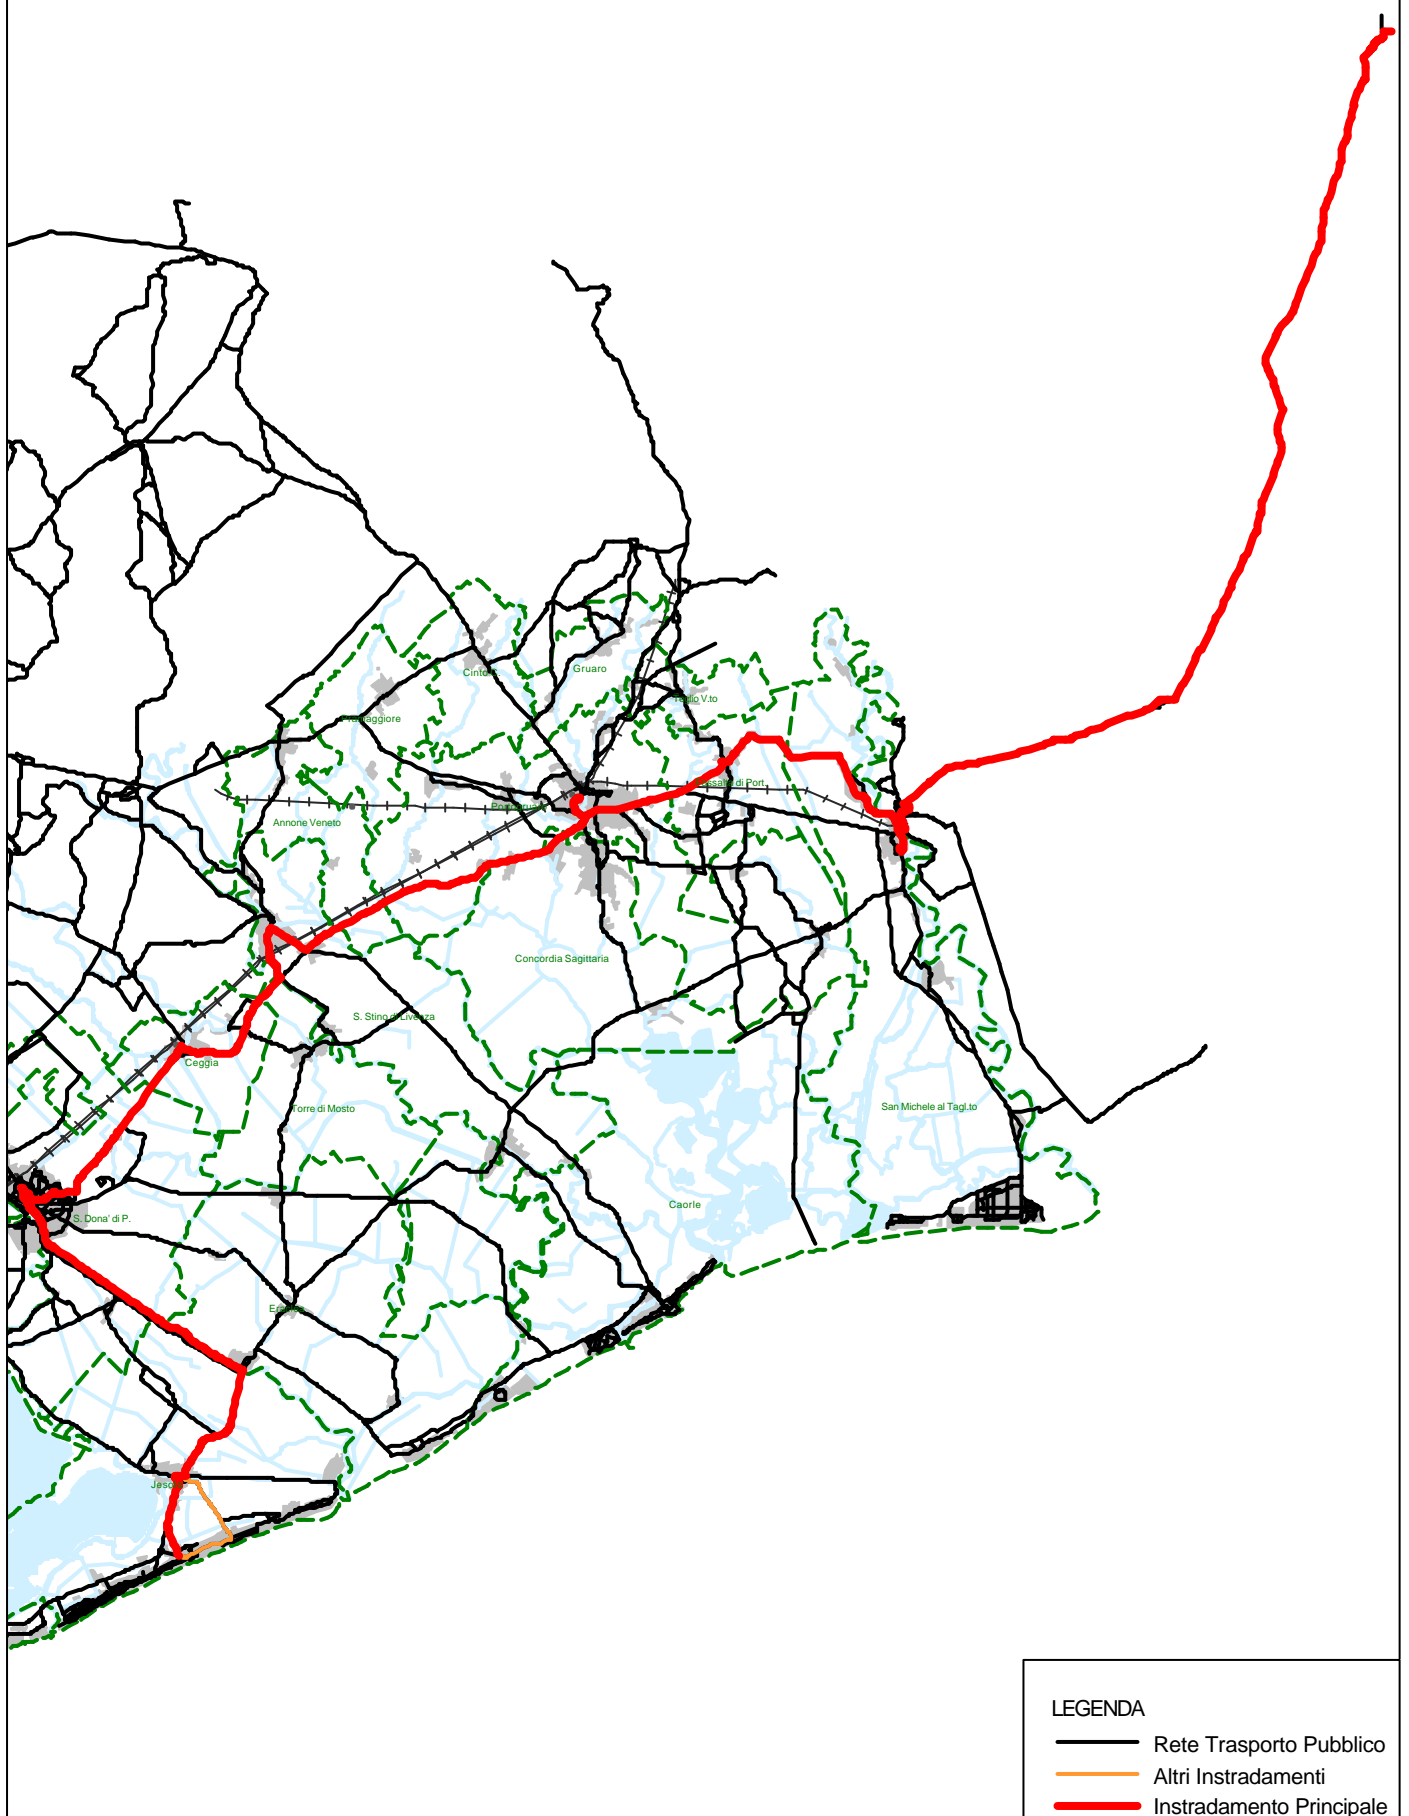 Cinto C.
Gruaro
Teglio V.to
Pramaggiore
Annone Veneto
Concordia Sagittaria
S. Stino di Livenza
Ceggia
Torre di Mosto
San Michele al Tagl.to
Caorle
S. Dona' di P.
Eraclea
Jesolo
LEGENDA
Rete Trasporto Pubblico
Altri Instradamenti
Instradamento Principale